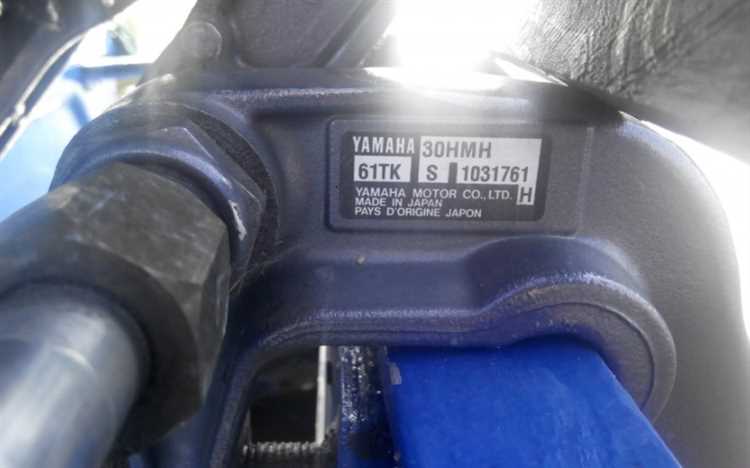 YAMAHA 30HMH
61TK S 1031761
YAMAHA MOTOR CO., LTD. H
MADE IN JAPAN
PAYS D'ORIGINE JAPON